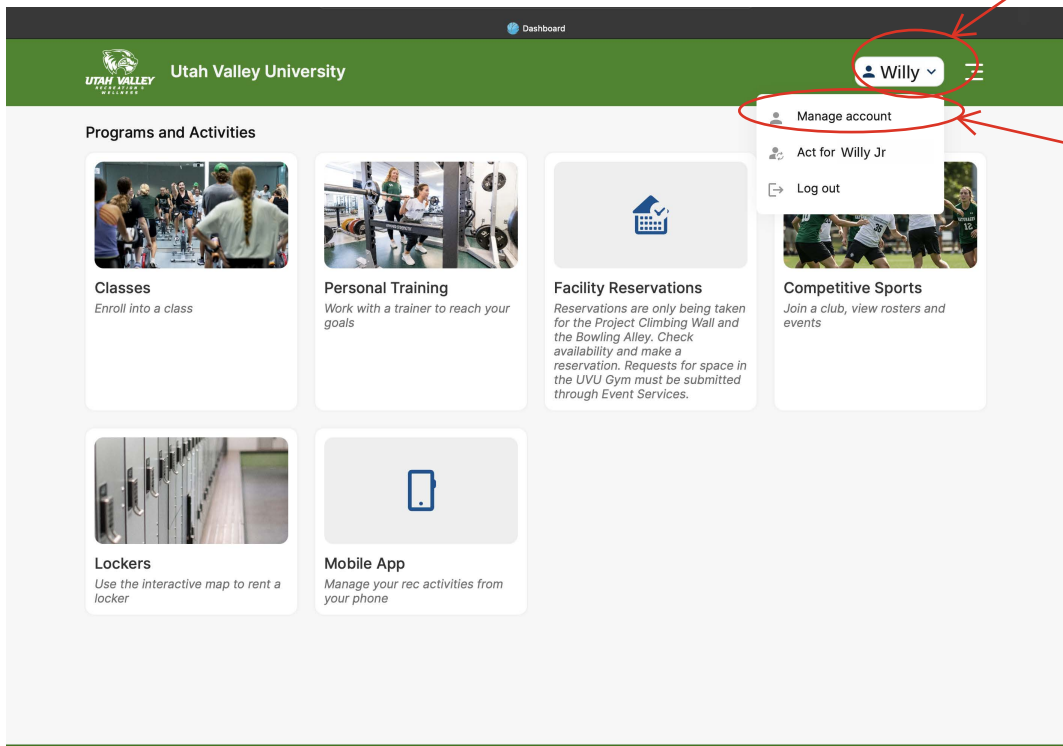 Dashboard
UTAH VALLEY
RECREATION &
WELLNESS
Utah Valley University
Willy
Manage account
Act for Willy Jr
Log out
Programs and Activities
Classes
Enroll into a class
Personal Training
Work with a trainer to reach your
goals
Facility Reservations
Reservations are only being taken
for the Project Climbing Wall and
the Bowling Alley. Check
availability and make a
reservation. Requests for space in
the UVU Gym must be submitted
through Event Services.
Competitive Sports
Join a club, view rosters and
events
Lockers
Use the interactive map to rent a
locker
Mobile App
Manage your rec activities from
your phone